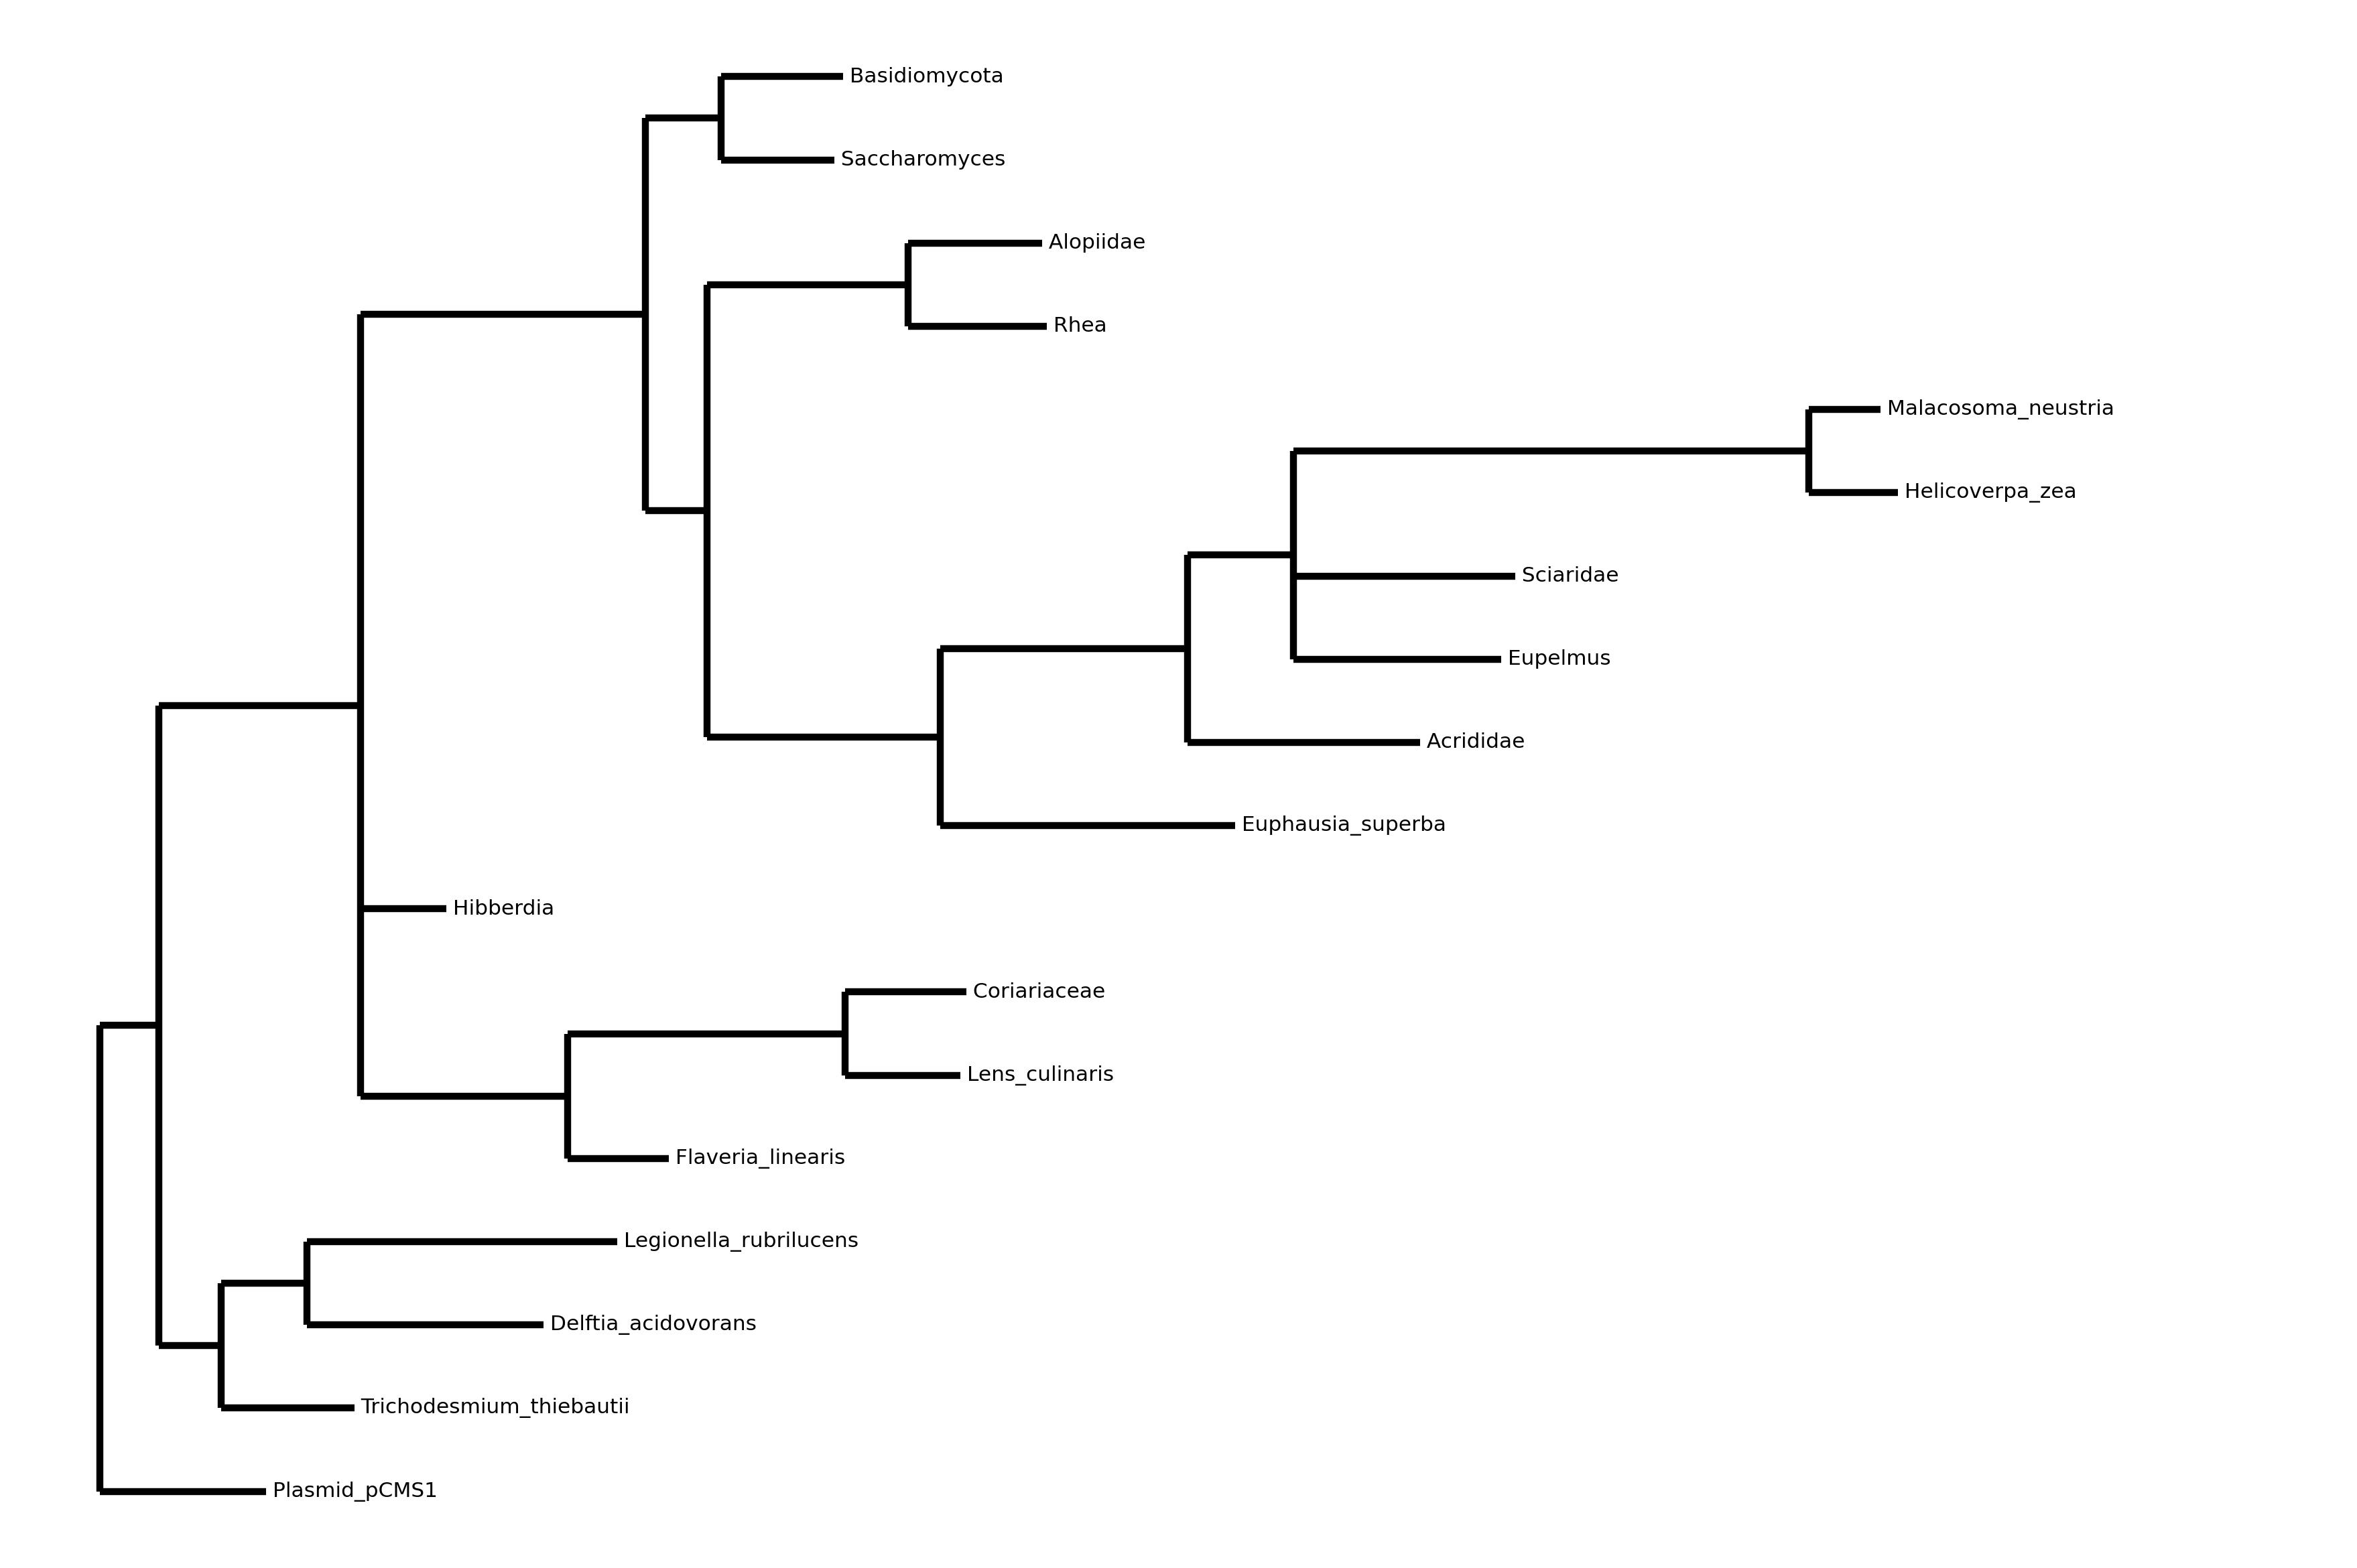 Basidiomycota
Saccharomyces
Alopiidae
Rhea
Malacosoma_neustria
Helicoverpa_zea
Sciaridae
Eupelmus
Acrididae
Euphausia_superba
Hibberdia
Coriariaceae
Lens_culinaris
Flaveria_linearis
Legionella_rubrilucens
Delftia_acidovorans
Trichodesmium_thiebautii
Plasmid_pCMS1